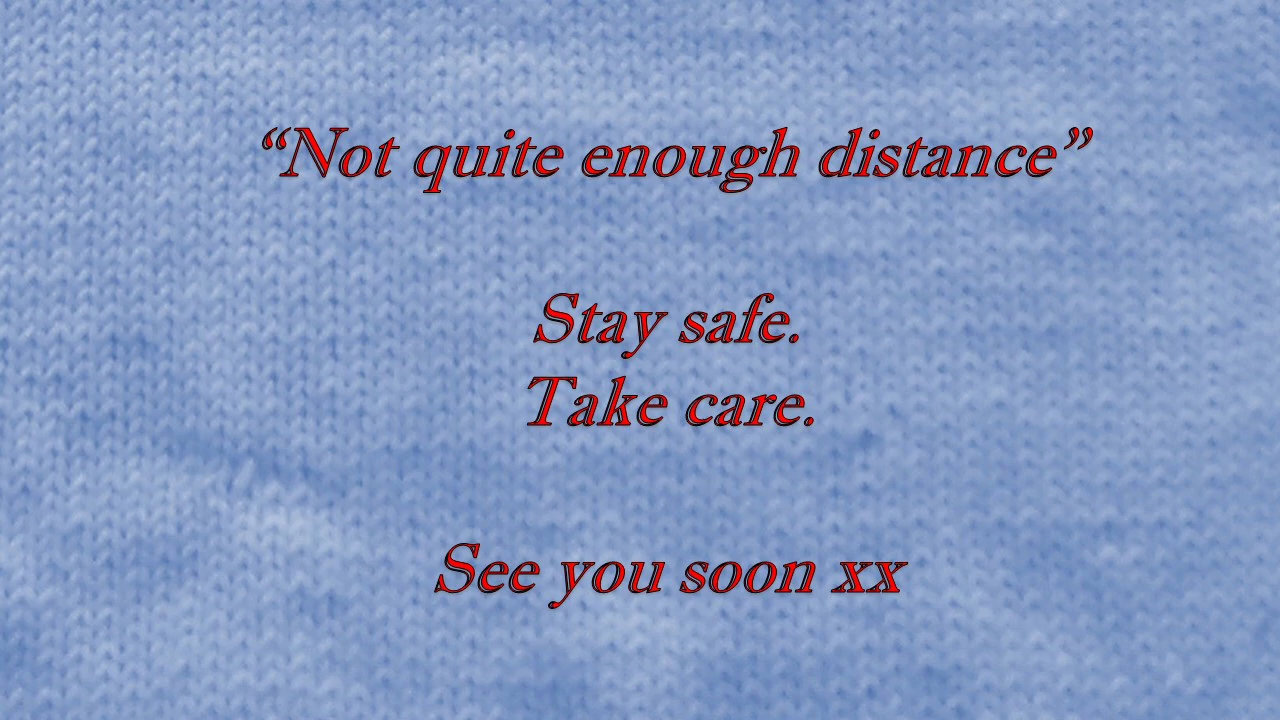 “Not quite enough distance”
Stay safe.
Take care.
See you soon xx